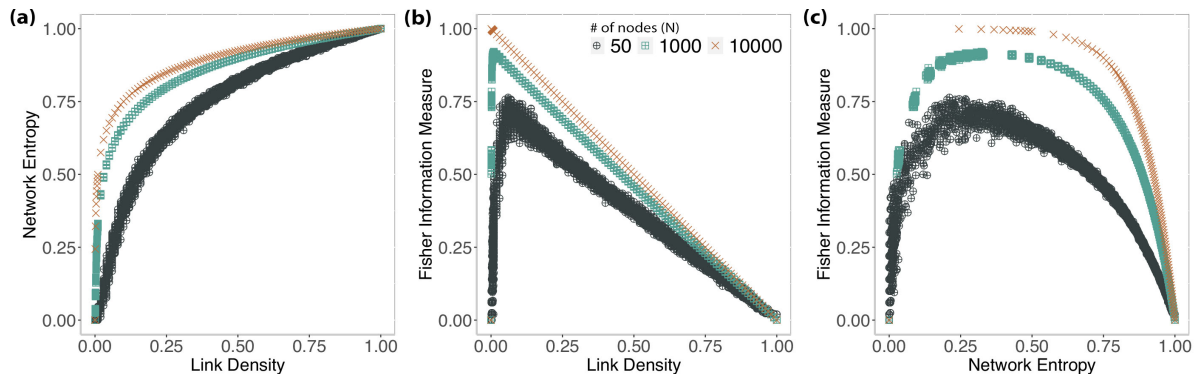 (a)
Network Entropy
1.00
0.75
0.50
0.25
0.00
0.00 0.25 0.50 0.75 1.00
Link Density
(b)
# of nodes (N)
50 1000 10000
Fisher Information Measure
1.00
0.75
0.50
0.25
0.00
0.00 0.25 0.50 0.75 1.00
Link Density
(c)
Fisher Information Measure
1.00
0.75
0.50
0.25
0.00
0.00 0.25 0.50 0.75 1.00
Network Entropy